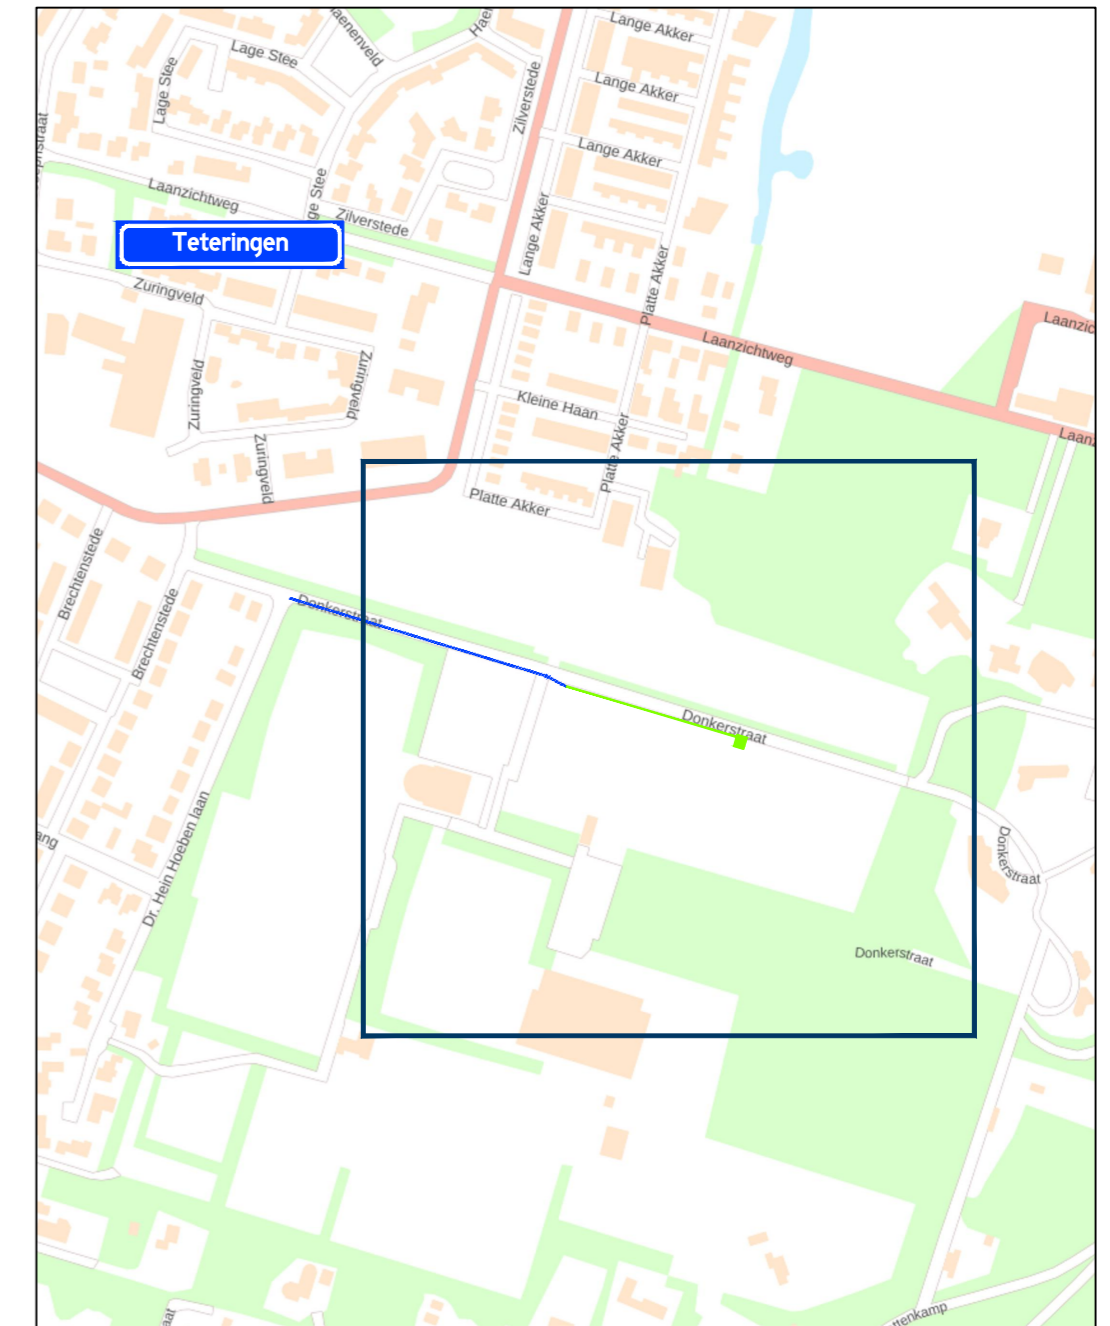 Lange Akker
Lage Stee
Lage Stee
Zilverstede
Lange Akker
Lange Akker
Laanzichtweg
Zilverstede
Lange Akker
Teteringen
Zuringveld
Platte Akker
Laanzichtweg
Zuringveld
Zuringveld
Kleine Haan
Zuringveld
Platte Akker
Platte Akker
Brechtenstede
Brechtenstede
Donkerstraat
Donkerstraat
Dr. Hein Hoeben laan
Donkerstraat
Donkerstraat